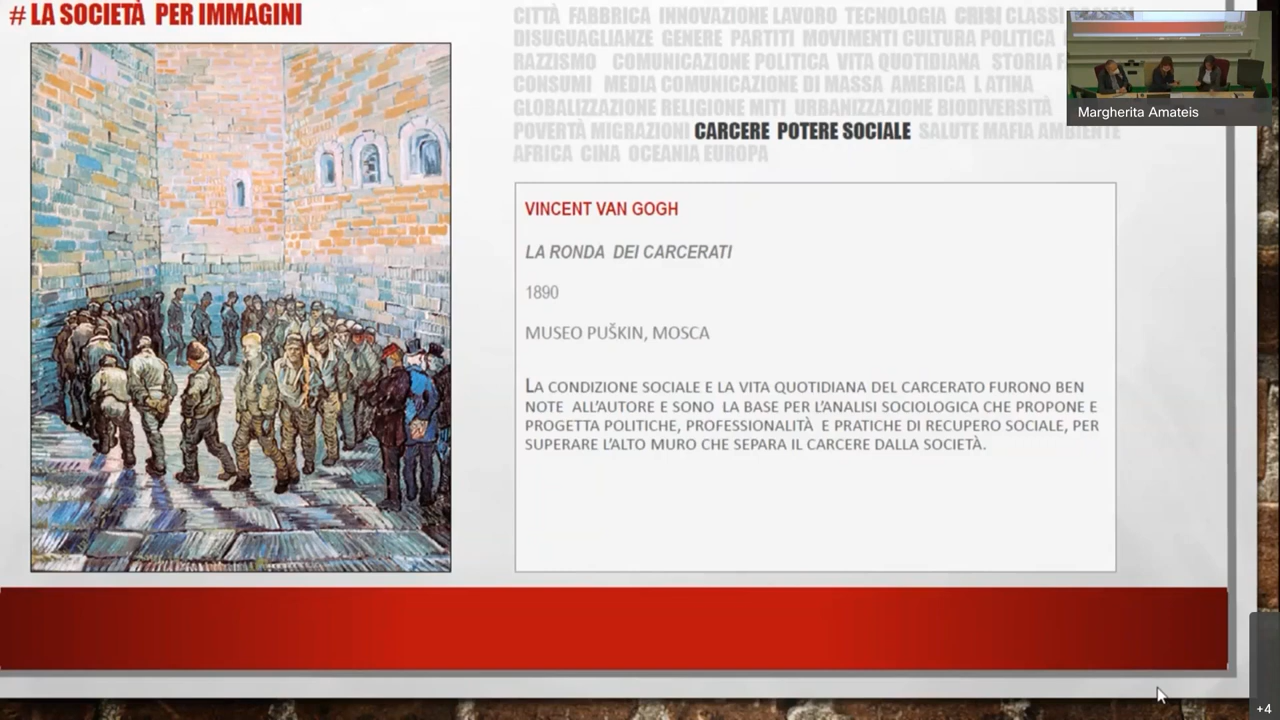 # LA SOCIETÀ PER IMMAGINI
CITTÀ FABBRICA INNOVAZIONE LAVORO TECNOLOGIA CRISI CLASSI
DISUGUAGLIANZE GENERE PARTITI MOVIMENTI CULTURA POLITICA
RAZZISMO COMUNICAZIONE POLITICA VITA QUOTIDIANA STORIA
CONSUMI MEDIA COMUNICAZIONE DI MASSA AMERICA L ATINA
GLOBALIZZAZIONE RELIGIONE MITI URBANIZZAZIONE BIODIVERSITÀ
POVERTÀ MIGRAZIONI CARCERE POTERE SOCIALE SALUTE MAFIA AMBIENTE
AFRICA CINA OCEANIA EUROPA
Margherita Amateis
VINCENT VAN GOGH
LA RONDA DEI CARCERATI
1890
MUSEO PUŠKIN, MOSCA
LA CONDIZIONE SOCIALE E LA VITA QUOTIDIANA DEL CARCERATO FURONO BEN
NOTE ALL'AUTORE E SONO LA BASE PER L'ANALISI SOCIOLOGICA CHE PROPONE E
PROGETTA POLITICHE, PROFESSIONALITÀ E PRATICHE DI RECUPERO SOCIALE, PER
SUPERARE L'ALTO MURO CHE SEPARA IL CARCERE DALLA SOCIETÀ.
+4